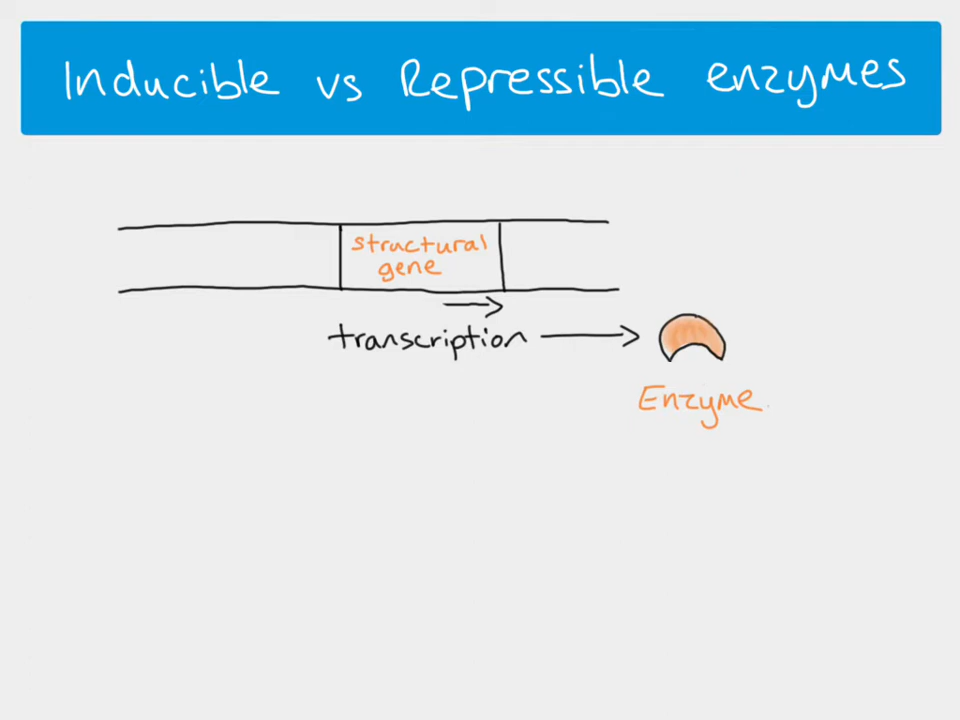 Inducible vs Repressible enzymes
structural
gene
transcription
Enzyme